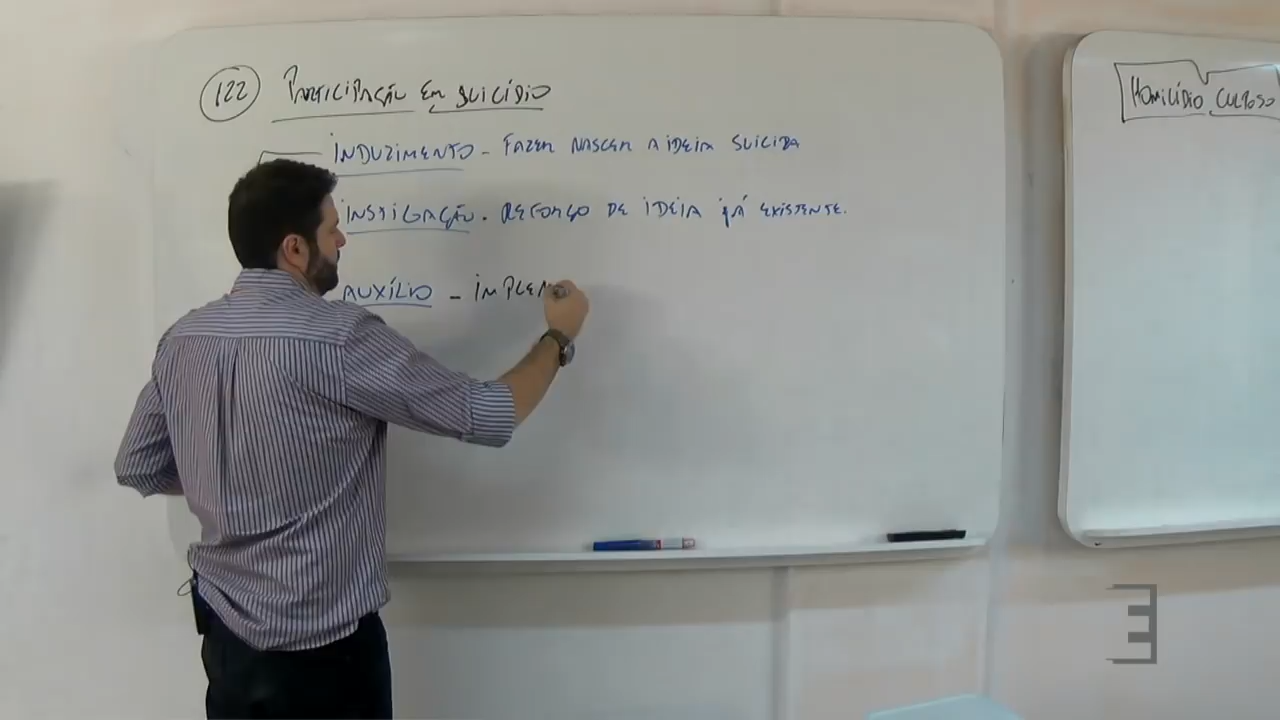 122 PARTICIPAÇÃO EM SUICÍDIO
INDUZIMENTO - FAZER NASCER A IDEIA SUICIDA
INSTIGAÇÃO. REFORÇO DE IDEIA JÁ EXISTENTE.
AUXÍLIO - IMPLEM
HOMICÍDIO CULPOSO